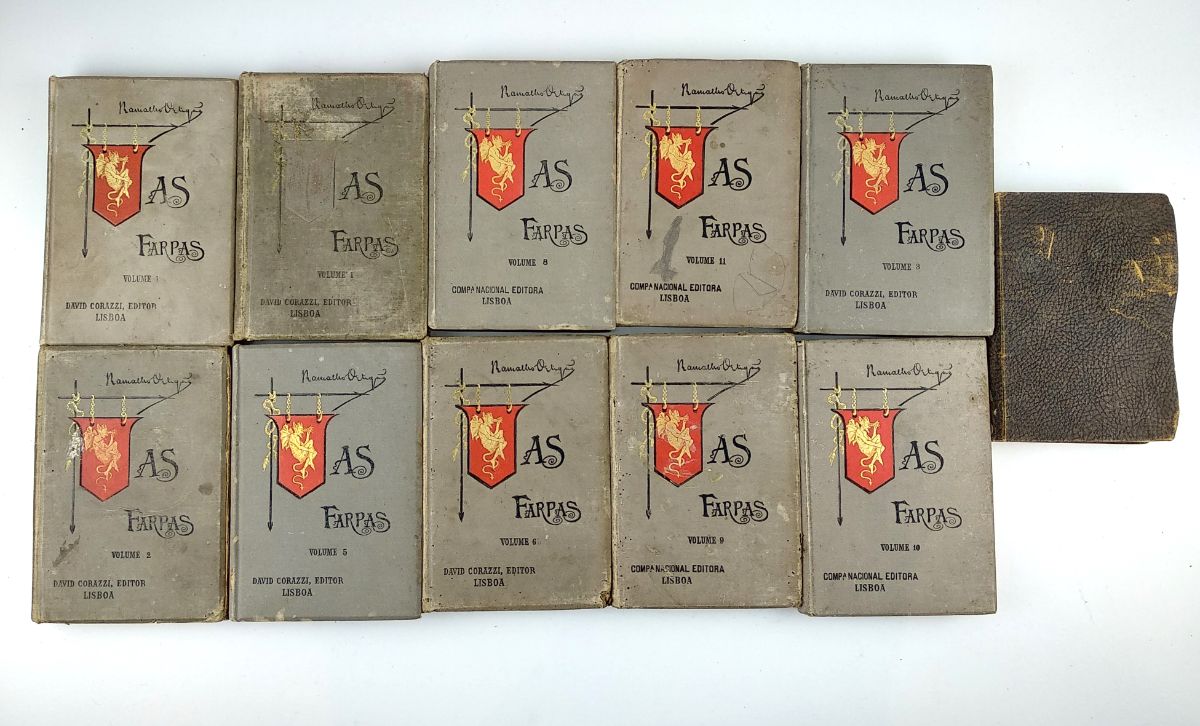 Ramalho Ortigão
AS
FARPAS
VOLUME 1
DAVID CORAZZI, EDITOR
LISBOA
Ramalho Ortigão
AS
FARPAS
VOLUME 1
DAVID CORAZZI, EDITOR
LISBOA
Ramalho Ortigão
AS
FARPAS
VOLUME 8
COMPA NACIONAL EDITORA
LISBOA
Ramalho Ortigão
AS
FARPAS
VOLUME 11
COMPA NACIONAL EDITORA
LISBOA
Ramalho Ortigão
AS
FARPAS
VOLUME 3
DAVID CORAZZI, EDITOR
LISBOA
Ramalho Ortigão
AS
FARPAS
VOLUME 2
DAVID CORAZZI, EDITOR
LISBOA
Ramalho Ortigão
AS
FARPAS
VOLUME 5
DAVID CORAZZI, EDITOR
LISBOA
Ramalho Ortigão
AS
FARPAS
VOLUME 6
DAVID CORAZZI, EDITOR
LISBOA
Ramalho Ortigão
AS
FARPAS
VOLUME 9
COMPA NACIONAL EDITORA
LISBOA
Ramalho Ortigão
AS
FARPAS
VOLUME 10
COMPA NACIONAL EDITORA
LISBOA